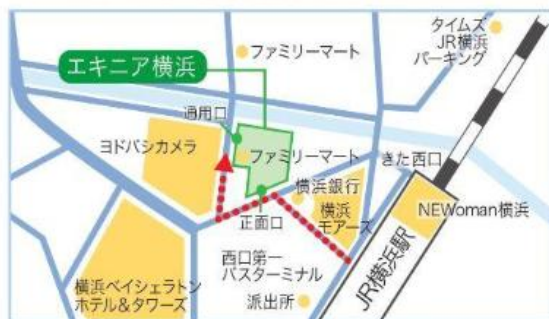 タイムズ
JR横浜
パーキング
ファミリーマート
エキニア横浜
通用口
ヨドバシカメラ
ファミリーマート
きた西口
横浜銀行
横浜
モアーズ
NEWoman横浜
正面口
JR横浜駅
西口第一
バスターミナル
横浜ベイシェラトン
ホテル&タワーズ
派出所